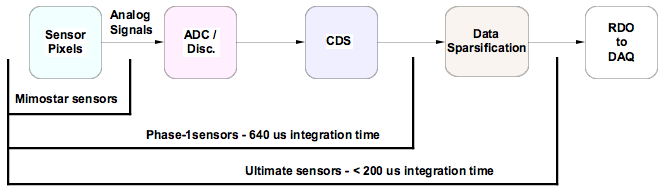 Sensor
Pixels
Analog
Signals
ADC /
Disc.
CDS
Data
Sparsification
RDO
to
DAQ
Mimostar sensors
Phase-1sensors - 640 us integration time
Ultimate sensors - < 200 us integration time